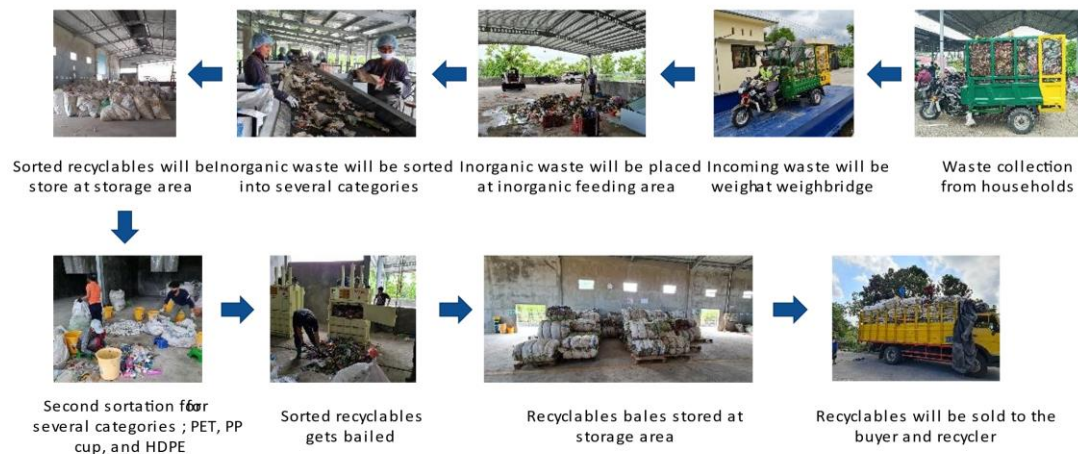 Sorted recyclables will be
store at storage area
Inorganic waste will be sorted
into several categories
Inorganic waste will be placed
at inorganic feeding area
Incoming waste will be
weighat weighbridge
Waste collection
from households
Second sortation for
several categories ; PET, PP
cup, and HDPE
Sorted recyclables
gets bailed
Recyclables bales stored at
storage area
Recyclables will be sold to the
buyer and recycler